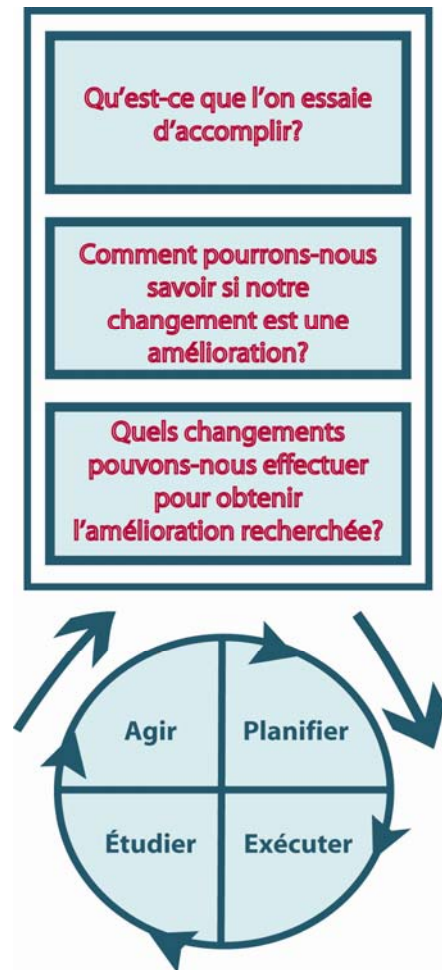 Qu'est-ce que l'on essaie
d'accomplir?
Comment pourrons-nous
savoir si notre
changement est une
amélioration?
Quels changements
pouvons-nous effectuer
pour obtenir
l'amélioration recherchée?
Agir
Planifier
Étudier
Exécuter